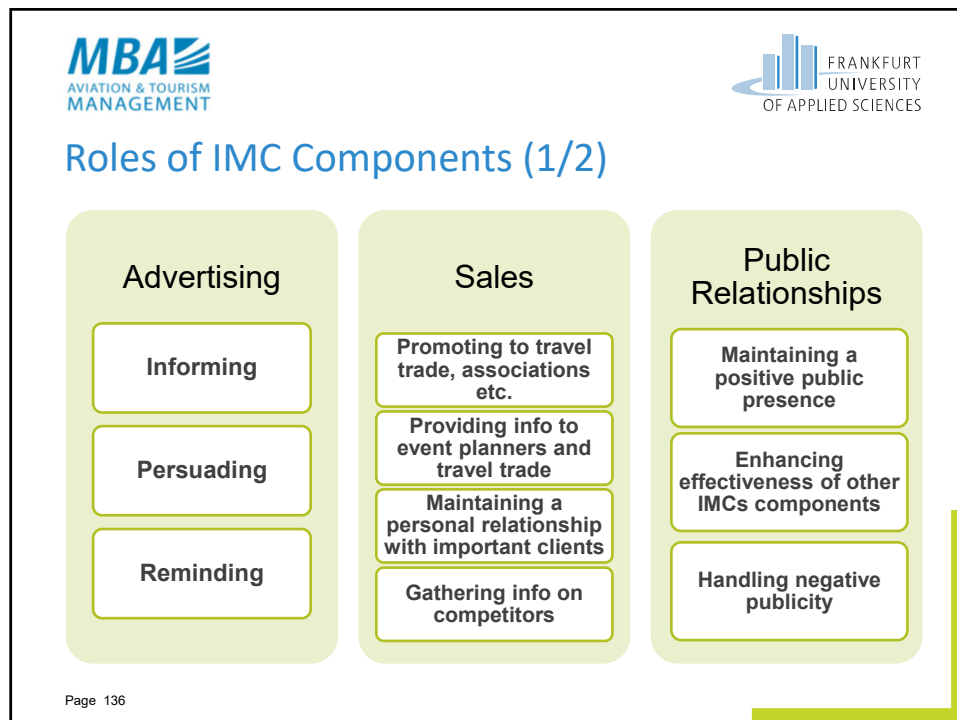 MBA
AVIATION & TOURISM
MANAGEMENT
FRANKFURT
UNIVERSITY
OF APPLIED SCIENCES
Roles of IMC Components (1/2)
Advertising
Informing
Persuading
Reminding
Sales
Promoting to travel
trade, associations
etc.
Providing info to
event planners and
travel trade
Maintaining a
personal relationship
with important clients
Gathering info on
competitors
Public
Relationships
Maintaining a
positive public
presence
Enhancing
effectiveness of other
IMCs components
Handling negative
publicity
Page 136